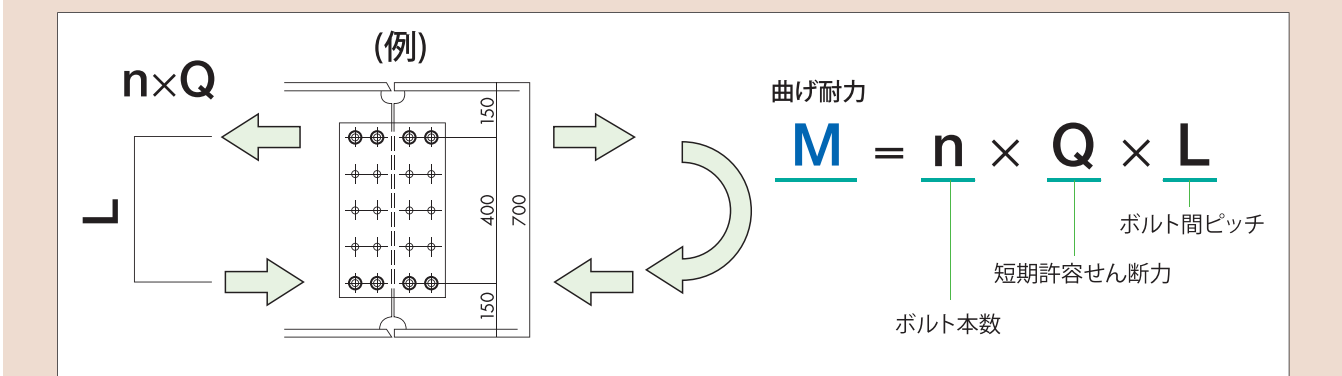 (例)
n×Q
L
150
400
700
150
曲げ耐力
M = n × Q × L
ボルト間ピッチ
短期許容せん断力
ボルト本数